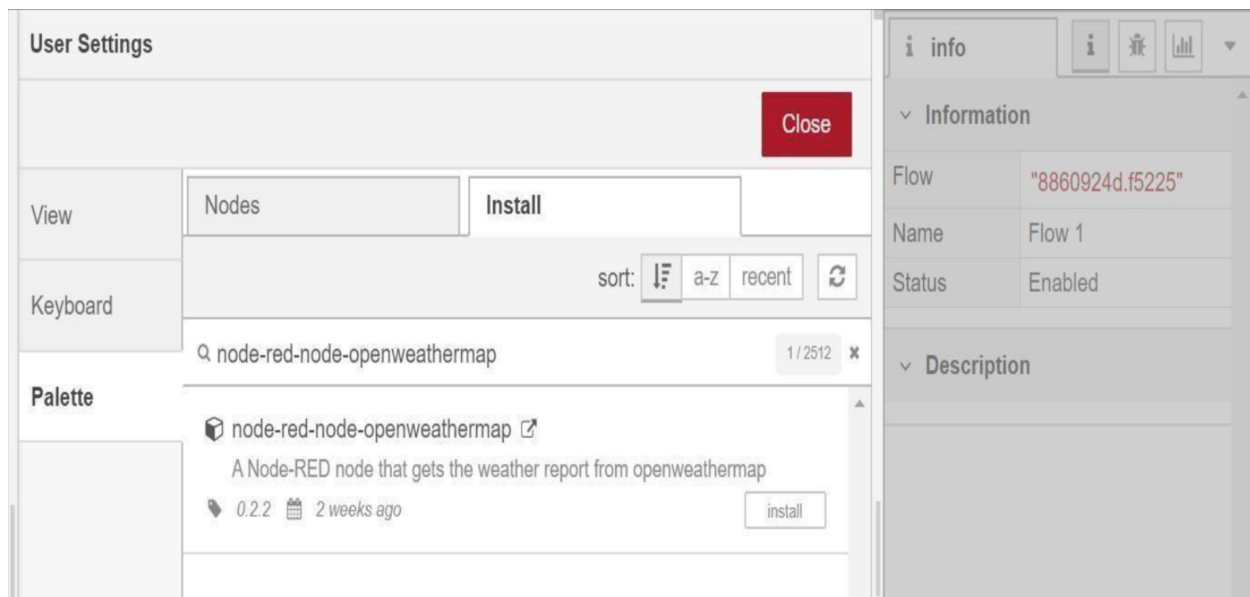 User Settings
Close
View
Keyboard
Palette
Nodes
Install
sort: a-z recent
node-red-node-openweathermap 1 / 2512
node-red-node-openweathermap
A Node-RED node that gets the weather report from openweathermap
0.2.2 2 weeks ago install
info
Information
Flow "8860924d.f5225"
Name Flow 1
Status Enabled
Description